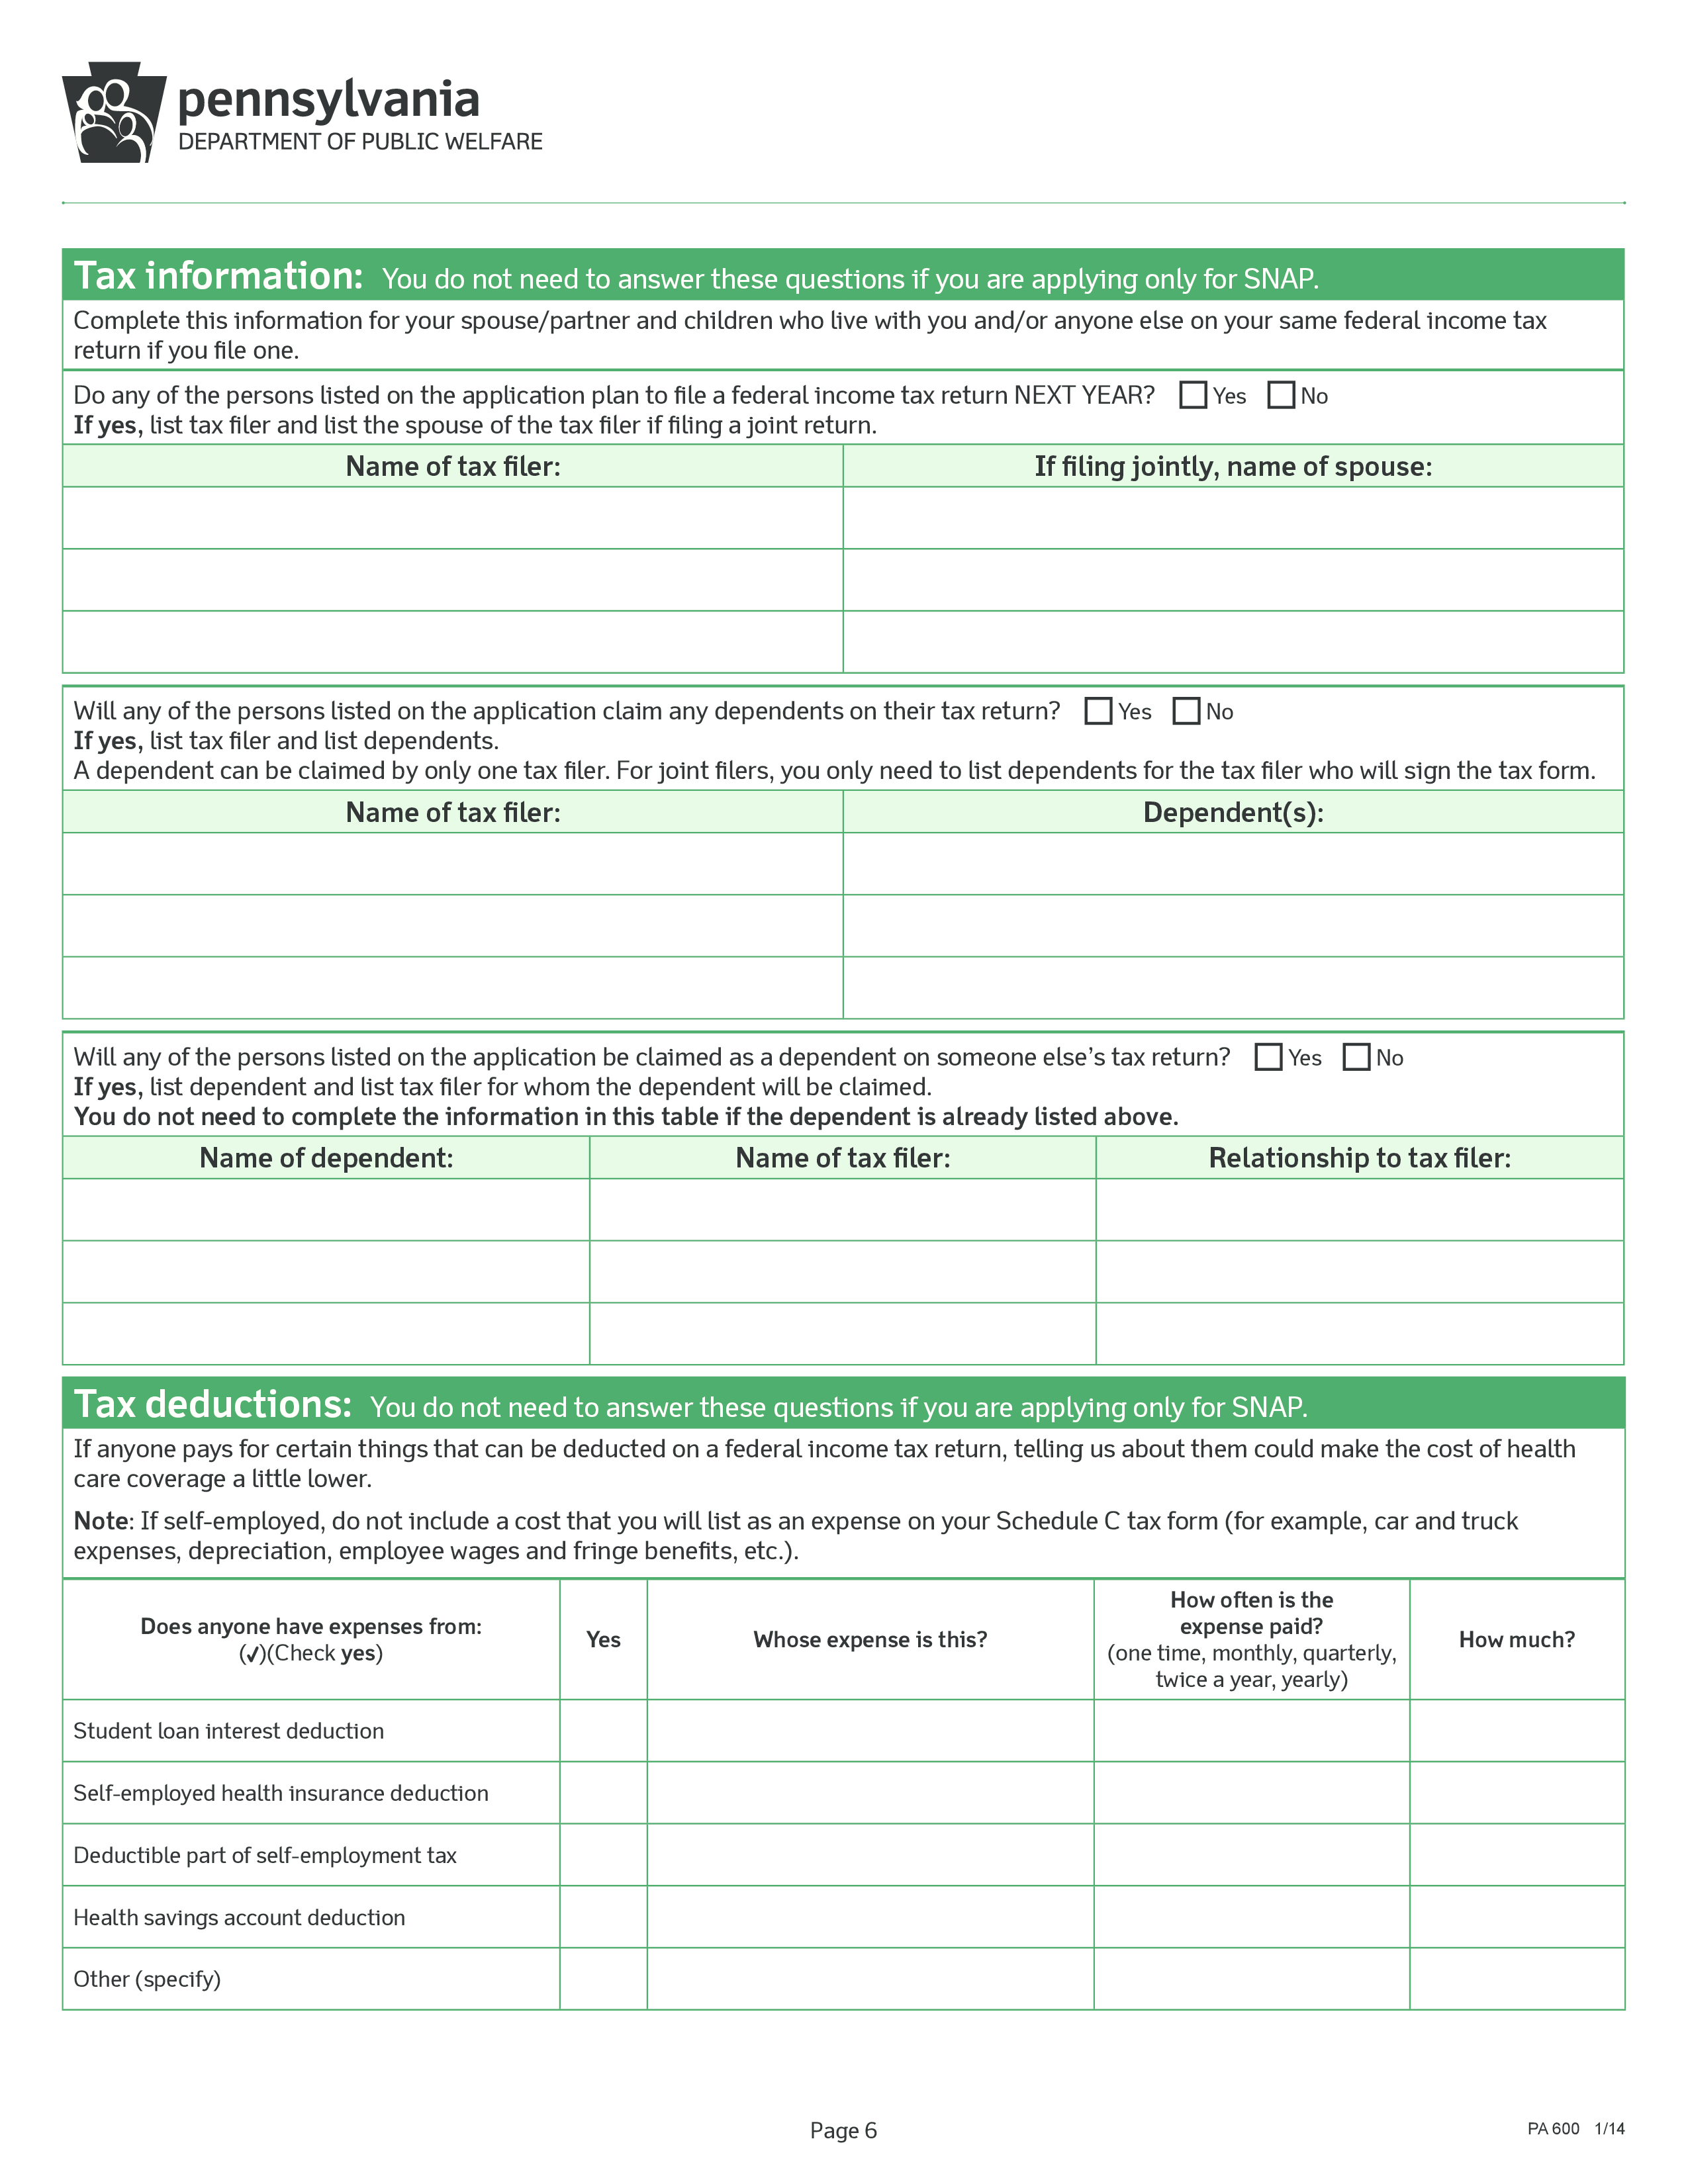 pennsylvania
DEPARTMENT OF PUBLIC WELFARE
Tax information: You do not need to answer these questions if you are applying only for SNAP.
Complete this information for your spouse/partner and children who live with you and/or anyone else on your same federal income tax
return if you file one.
Do any of the persons listed on the application plan to file a federal income tax return NEXT YEAR? Yes No
If yes, list tax filer and list the spouse of the tax filer if filing a joint return.
Name of tax filer: If filing jointly, name of spouse:
Will any of the persons listed on the application claim any dependents on their tax return? Yes No
If yes, list tax filer and list dependents.
A dependent can be claimed by only one tax filer. For joint filers, you only need to list dependents for the tax filer who will sign the tax form.
Name of tax filer: Dependent(s):
Will any of the persons listed on the application be claimed as a dependent on someone else’s tax return? Yes No
If yes, list dependent and list tax filer for whom the dependent will be claimed.
You do not need to complete the information in this table if the dependent is already listed above.
Name of dependent: Name of tax filer: Relationship to tax filer:
Tax deductions: You do not need to answer these questions if you are applying only for SNAP.
If anyone pays for certain things that can be deducted on a federal income tax return, telling us about them could make the cost of health
care coverage a little lower.
Note: If self-employed, do not include a cost that you will list as an expense on your Schedule C tax form (for example, car and truck
expenses, depreciation, employee wages and fringe benefits, etc.).
Does anyone have expenses from:
(✓)(Check yes)
Yes
Whose expense is this?
How often is the
expense paid?
(one time, monthly, quarterly,
twice a year, yearly)
How much?
Student loan interest deduction
Self-employed health insurance deduction
Deductible part of self-employment tax
Health savings account deduction
Other (specify)
Page 6
PA 600 1/14